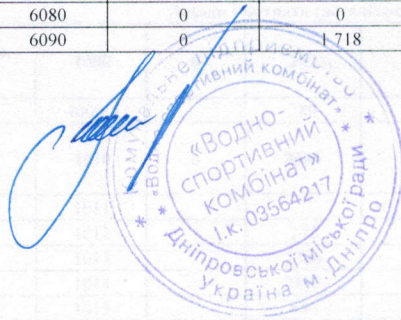 6080 0 0
6090 0 1 718
Комунальне підприємство
«Водно-спортивний комбінат»
* Дніпровської міської ради *
* Україна м.Дніпро *
«Водно-
спортивний
комбінат»
І.к. 03564217